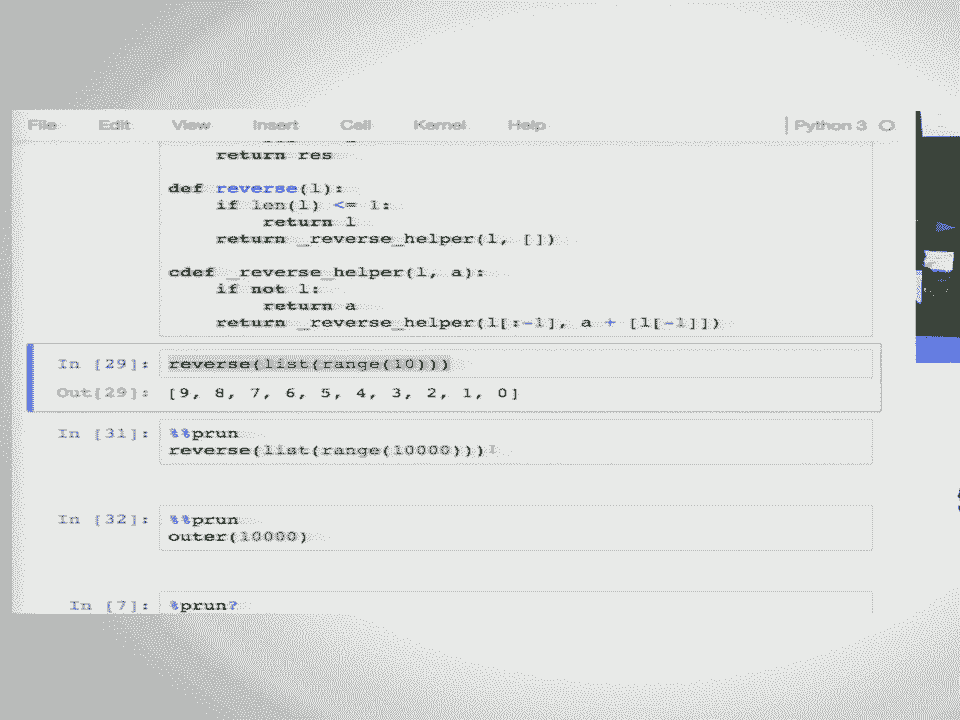 File Edit View Insert Cell Kernel Help Python 3
return res
def reverse(l):
if len(l) <= 1:
return l
return _reverse_helper(l, [])
cdef _reverse_helper(l, a):
if not l:
return a
return _reverse_helper(l[:-1], a + [l[-1]])
In [29]: reverse(list(range(10)))
Out[29]: [9, 8, 7, 6, 5, 4, 3, 2, 1, 0]
In [31]: %%prun
reverse(list(range(10000)))
In [32]: %%prun
outer(10000)
In [7]: %prun?